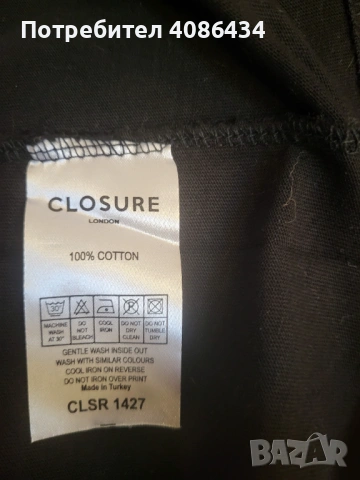 Потребител 4086434
CLOSURE
LONDON
100% COTTON
30°
MACHINE WASH AT 30°
DO NOT BLEACH
COOL IRON
DO NOT DRY CLEAN
DO NOT TUMBLE DRY
GENTLE WASH INSIDE OUT
WASH WITH SIMILAR COLOURS
COOL IRON ON REVERSE
DO NOT IRON OVER PRINT
Made in Turkey
CLSR 1427
BAZAR